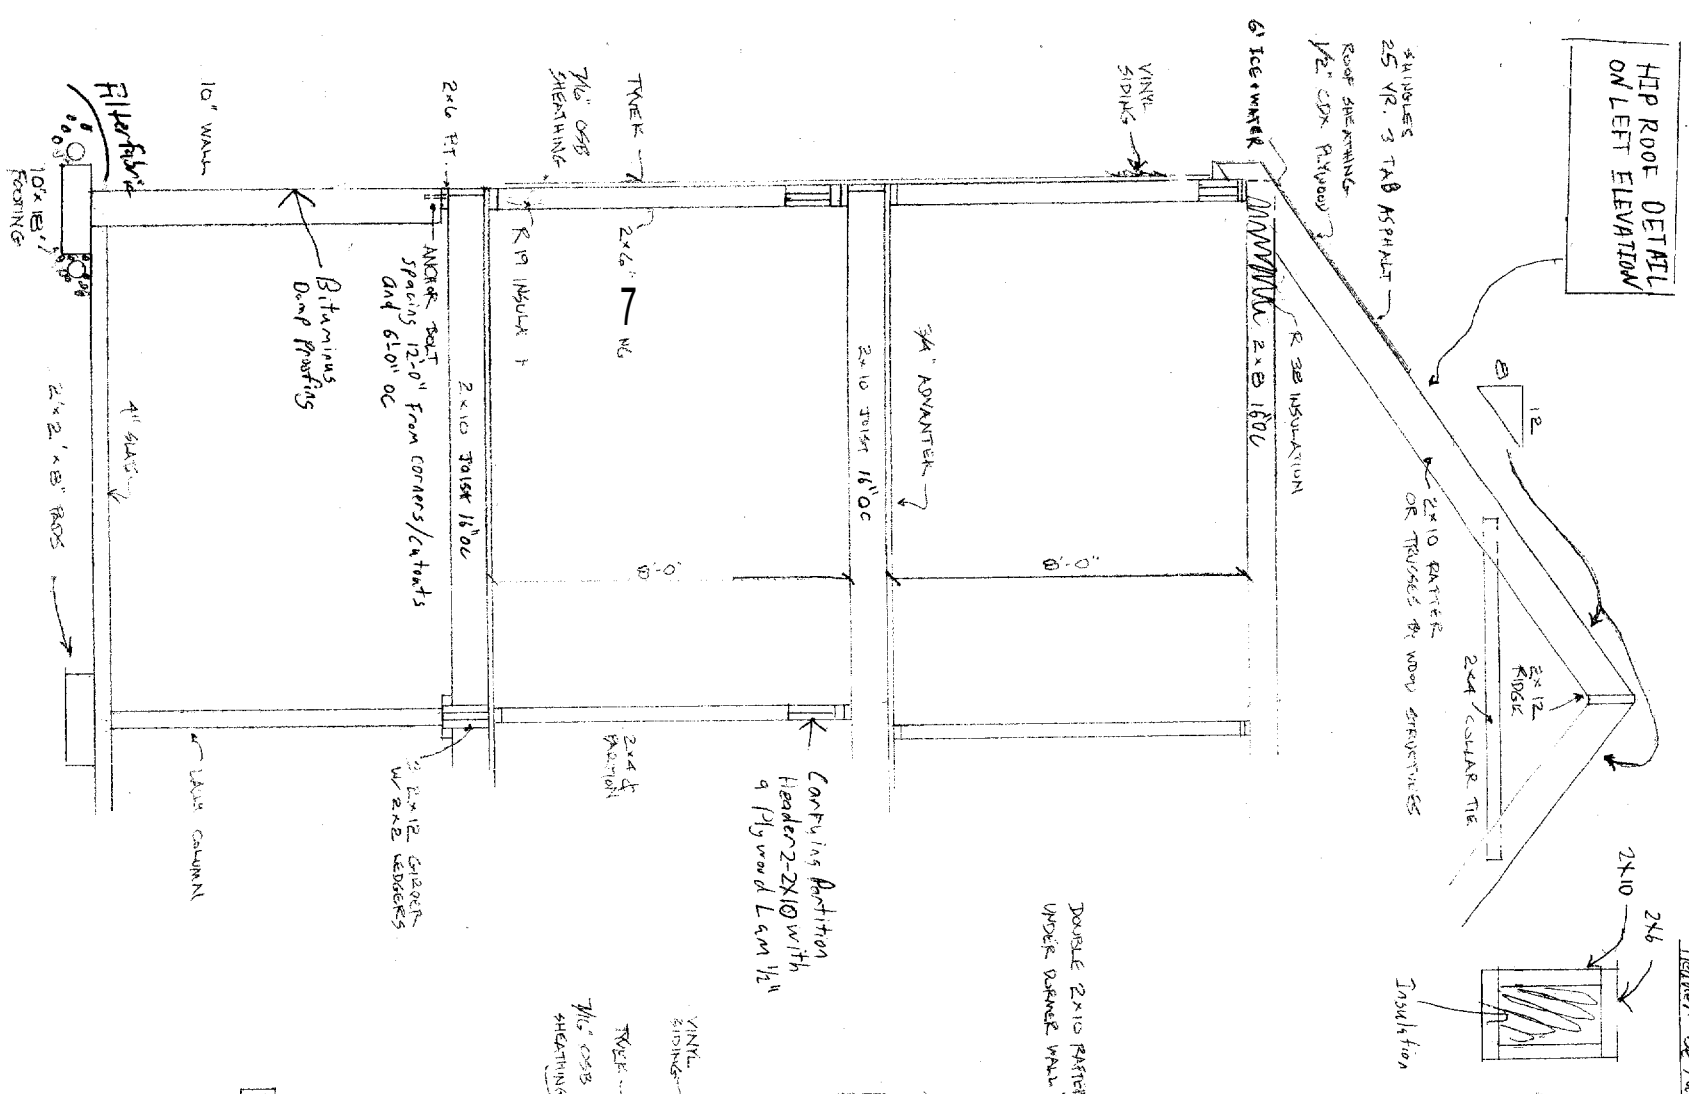 HIP ROOF DETAIL
ON LEFT ELEVATION
SHINGLES
25 YR. 3 TAB ASPHALT
ROOF SHEATHING
1/2" CDX PLYWOOD
6' ICE & WATER
8
12
2x10 RAFTER
OR TRUSSES BY WOOD STRUCTURES
2x12
RIDGE
2x4 COLLAR TIE
2x10
2x6
Insulation
R 38 INSULATION
2x8 16"OC
VINYL
SIDING
8'-0"
DOUBLE 2x10 RAFTER
UNDER DORMER WALL
3/4" ADVANTEK
2x10 JOIST 16"OC
Carrying Partition
Header 2-2x10 with
a Plywood Lam 1/2"
TYVEK
7/16" OSB
SHEATHING
2x6"
7
NG
8'-0"
2x4
PARTITION
VINYL
SIDING
TYVEK
7/16" OSB
SHEATHING
R 19 INSULAT
2x6 P.T.
2x10 JOIST 16"OC
ANCHOR BOLT
spacing 12'-0" From corners/cutouts
and 6'-0" OC
2x12 GIRDER
W/ 2x2 LEDGERS
Bituminus
Damp Proofing
10" WALL
Filterfabric
10"x18"
FOOTING
4" SLAB
2'x2'x8" PADS
LALLY COLUMN